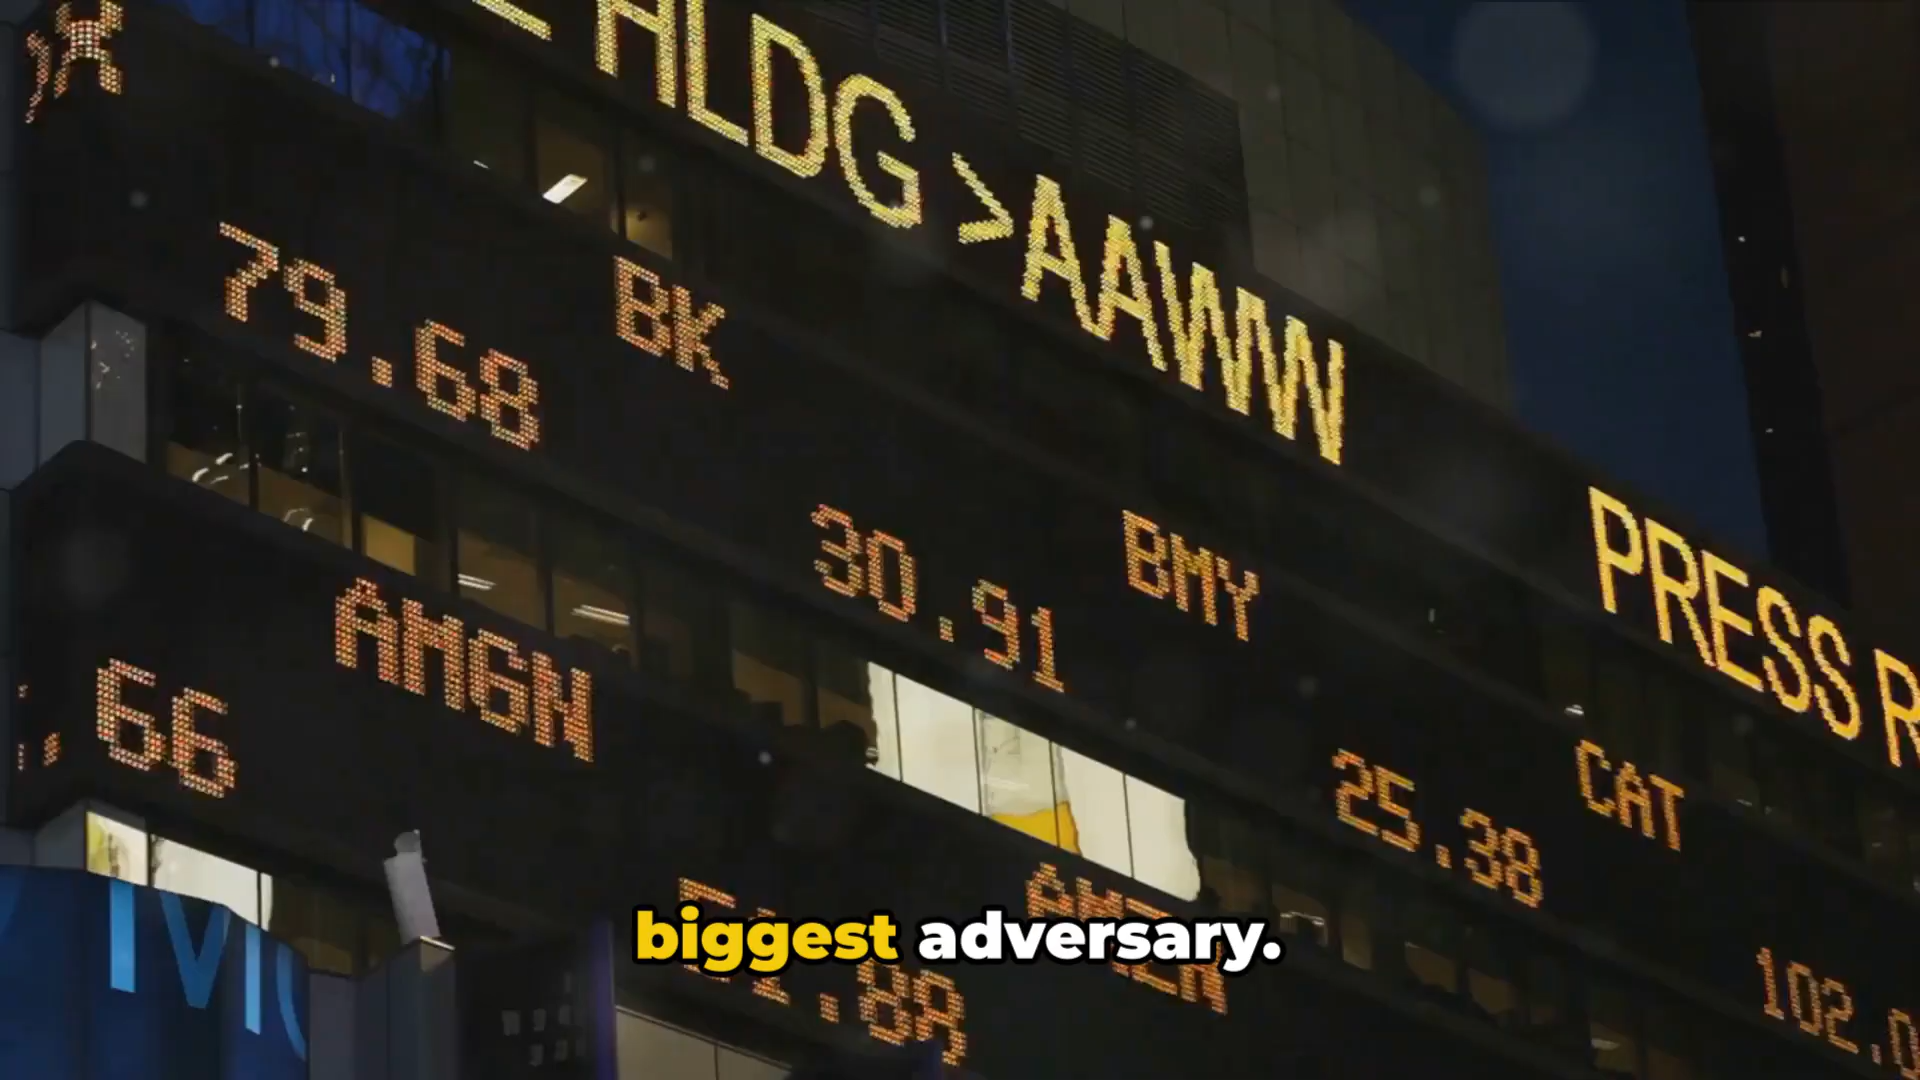 HLDG >AAWW
PRESS R
79.68 BK
30.91 BMY
25.38 CAT
102.0
.66 AMGN
biggest adversary.